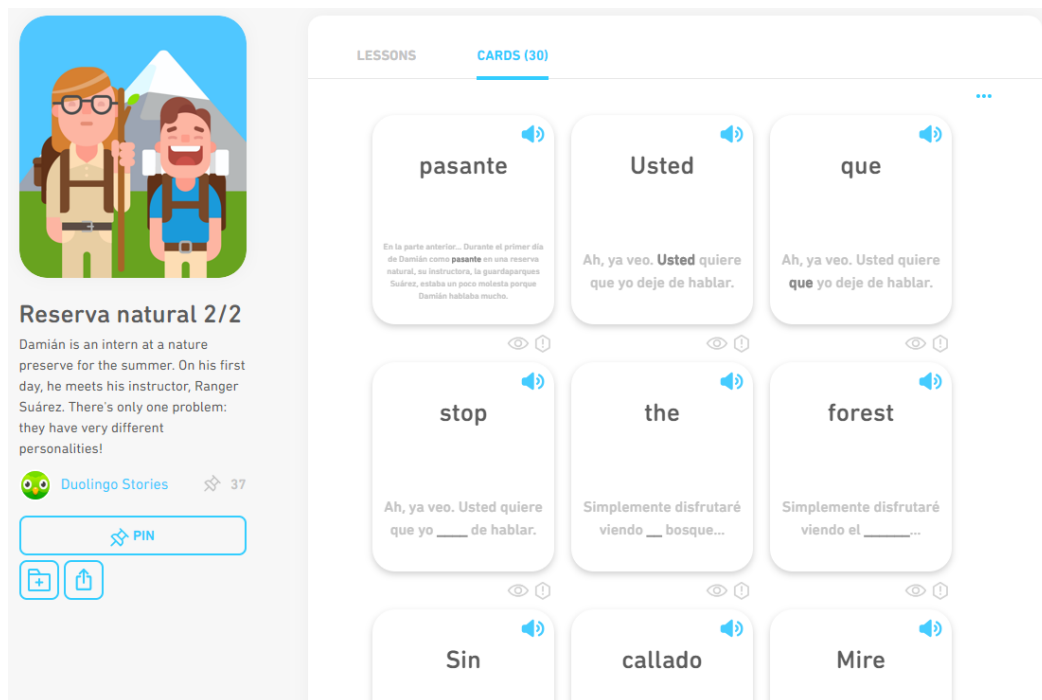 LESSONS
CARDS (30)
pasante
En la parte anterior... Durante el primer día
de Damián como pasante en una reserva
natural, su instructora, la guardaparques
Suárez, estaba un poco molesta porque
Damián hablaba mucho.
Usted
Ah, ya veo. Usted quiere
que yo deje de hablar.
que
Ah, ya veo. Usted quiere
que yo deje de hablar.
Reserva natural 2/2
Damián is an intern at a nature
preserve for the summer. On his first
day, he meets his instructor, Ranger
Suárez. There's only one problem:
they have very different
personalities!
Duolingo Stories
37
PIN
stop
Ah, ya veo. Usted quiere
que yo ____ de hablar.
the
Simplemente disfrutaré
viendo __ bosque...
forest
Simplemente disfrutaré
viendo el ______...
Sin
callado
Mire